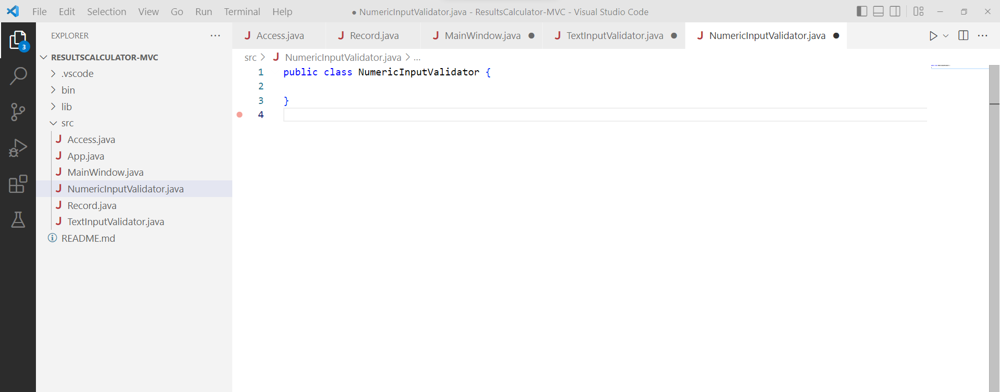 File Edit Selection View Go Run Terminal Help ● NumericInputValidator.java - ResultsCalculator-MVC - Visual Studio Code
EXPLORER ...
Access.java Record.java MainWindow.java ● TextInputValidator.java ● NumericInputValidator.java ●
3
RESULTSCALCULATOR-MVC
.vscode
bin
lib
src
Access.java
App.java
MainWindow.java
NumericInputValidator.java
Record.java
TextInputValidator.java
README.md
src > NumericInputValidator.java > ...
1 public class NumericInputValidator {
2
3 }
4